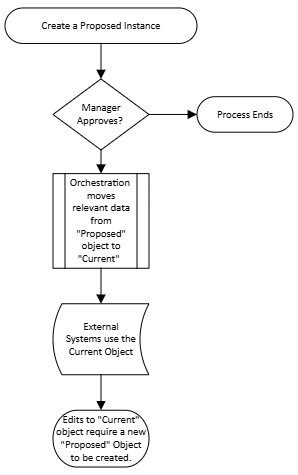 Create a Proposed Instance
Manager
Approves?
Process Ends
Orchestration
moves
relevant data
from
"Proposed"
object to
"Current"
External
Systems use the
Current Object
Edits to "Current"
object require a new
"Proposed" Object
to be created.